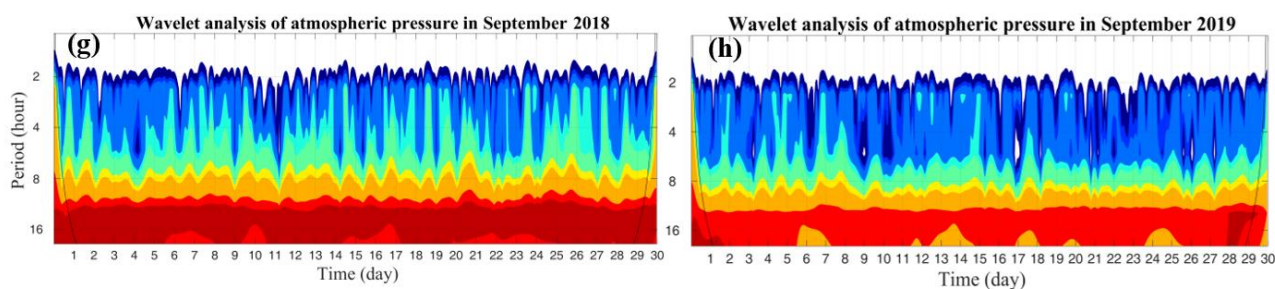 Wavelet analysis of atmospheric pressure in September 2018
(g)
Period (hour)
2
4
8
16
1 2 3 4 5 6 7 8 9 10 11 12 13 14 15 16 17 18 19 20 21 22 23 24 25 26 27 28 29 30
Time (day)
Wavelet analysis of atmospheric pressure in September 2019
(h)
2
4
8
16
1 2 3 4 5 6 7 8 9 10 11 12 13 14 15 16 17 18 19 20 21 22 23 24 25 26 27 28 29 30
Time (day)